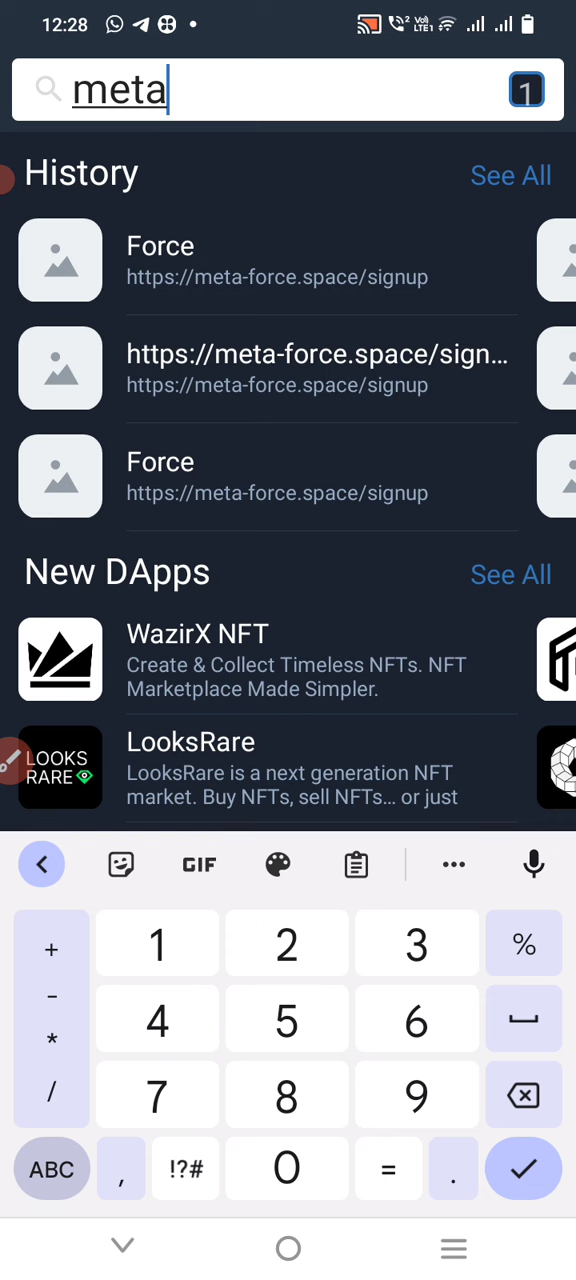 12:28
meta
1
History
See All
Force
https://meta-force.space/signup
https://meta-force.space/sign...
https://meta-force.space/signup
Force
https://meta-force.space/signup
New DApps
See All
WazirX NFT
Create & Collect Timeless NFTs. NFT
Marketplace Made Simpler.
LOOKS
RARE
LooksRare
LooksRare is a next generation NFT
market. Buy NFTs, sell NFTs... or just
GIF
+ 1 2 3 %
- 4 5 6
* 7 8 9
/
ABC , !?# 0 = .